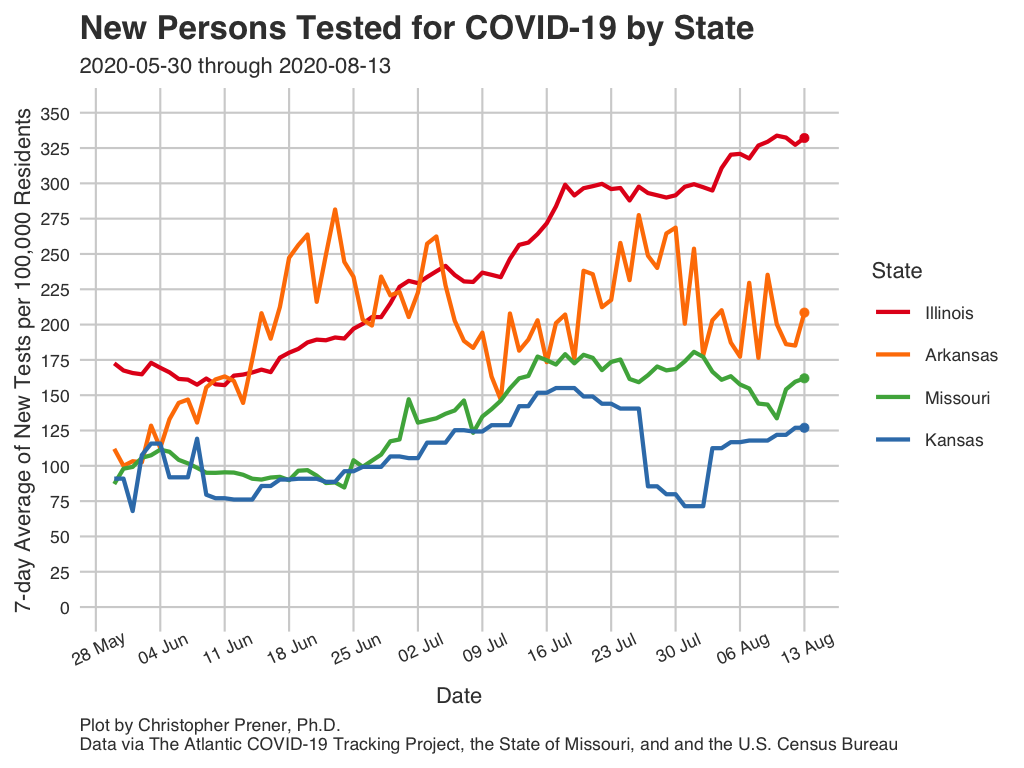 New Persons Tested for COVID-19 by State
2020-05-30 through 2020-08-13
7-day Average of New Tests per 100,000 Residents
350
325
300
275
250
225
200
175
150
125
100
75
50
25
0
28 May
04 Jun
11 Jun
18 Jun
25 Jun
02 Jul
09 Jul
16 Jul
23 Jul
30 Jul
06 Aug
13 Aug
Date
State
Illinois
Arkansas
Missouri
Kansas
Plot by Christopher Prener, Ph.D.
Data via The Atlantic COVID-19 Tracking Project, the State of Missouri, and and the U.S. Census Bureau